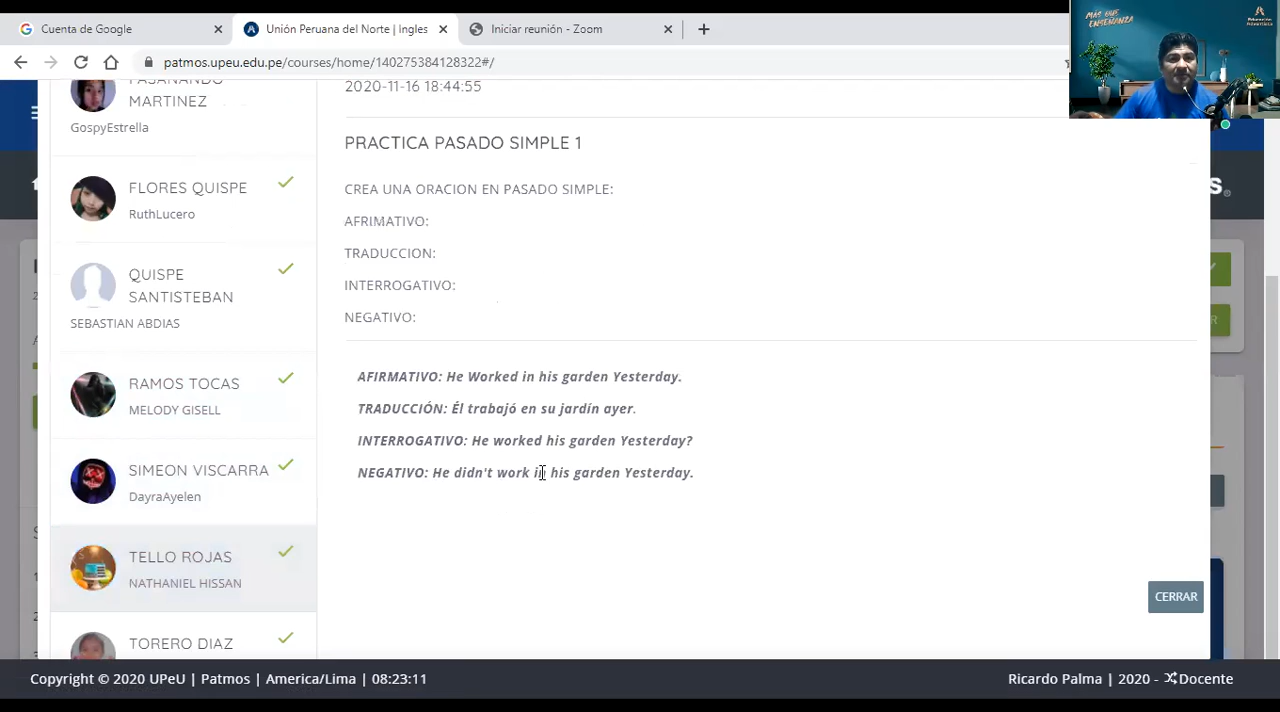 Cuenta de Google
Unión Peruana del Norte | Ingles
Iniciar reunión - Zoom
patmos.upeu.edu.pe/courses/home/140275384128322#/
MÁS QUE
ENSEÑANZA
Educación
Adventista
MARTINEZ
GospyEstrella
FLORES QUISPE
RuthLucero
QUISPE
SANTISTEBAN
SEBASTIAN ABDIAS
RAMOS TOCAS
MELODY GISELL
SIMEON VISCARRA
DayraAyelen
TELLO ROJAS
NATHANIEL HISSAN
TORERO DIAZ
2020-11-16 18:44:55
PRACTICA PASADO SIMPLE 1
CREA UNA ORACION EN PASADO SIMPLE:
AFRIMATIVO:
TRADUCCION:
INTERROGATIVO:
NEGATIVO:
AFIRMATIVO: He Worked in his garden Yesterday.
TRADUCCIÓN: Él trabajó en su jardín ayer.
INTERROGATIVO: He worked his garden Yesterday?
NEGATIVO: He didn't work in his garden Yesterday.
CERRAR
Copyright © 2020 UPeU | Patmos | America/Lima | 08:23:11
Ricardo Palma | 2020 - Docente